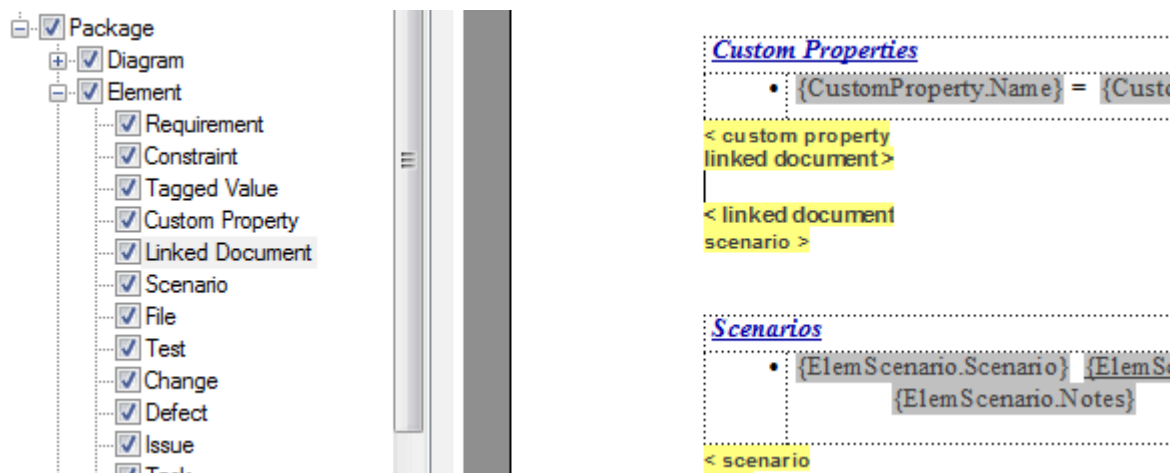 Package
Diagram
Element
Requirement
Constraint
Tagged Value
Custom Property
Linked Document
Scenario
File
Test
Change
Defect
Issue
Custom Properties
• {CustomProperty.Name} = {Custo
< custom property
linked document >
< linked document
scenario >
Scenarios
• {ElemScenario.Scenario} {ElemSc
{ElemScenario.Notes}
< scenario